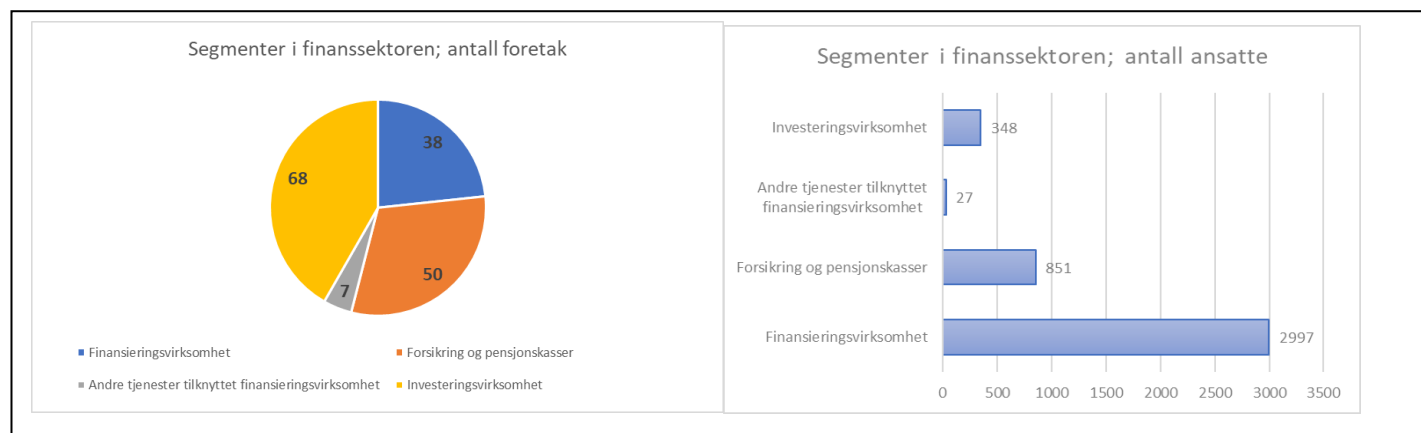 Segmenter i finanssektoren; antall foretak
38
68
50
7
Finansieringsvirksomhet
Forsikring og pensjonskasser
Andre tjenester tilknyttet finansieringsvirksomhet
Investeringsvirksomhet
Segmenter i finanssektoren; antall ansatte
Investeringsvirksomhet
348
Andre tjenester tilknyttet
finansieringsvirksomhet
27
Forsikring og pensjonskasser
851
Finansieringsvirksomhet
2997
0 500 1000 1500 2000 2500 3000 3500